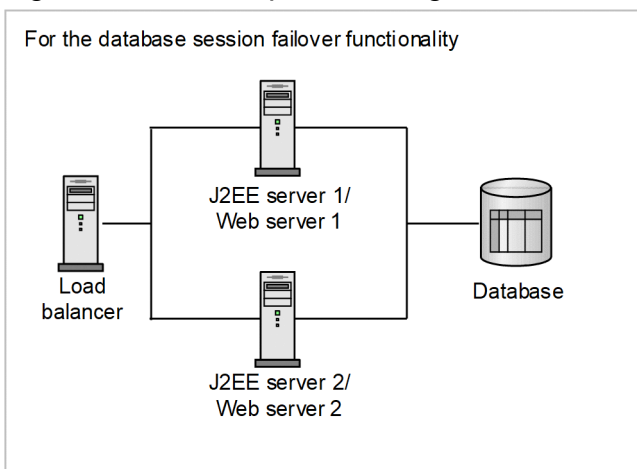 For the database session failover functionality
J2EE server 1/
Web server 1
Load
balancer
Database
J2EE server 2/
Web server 2